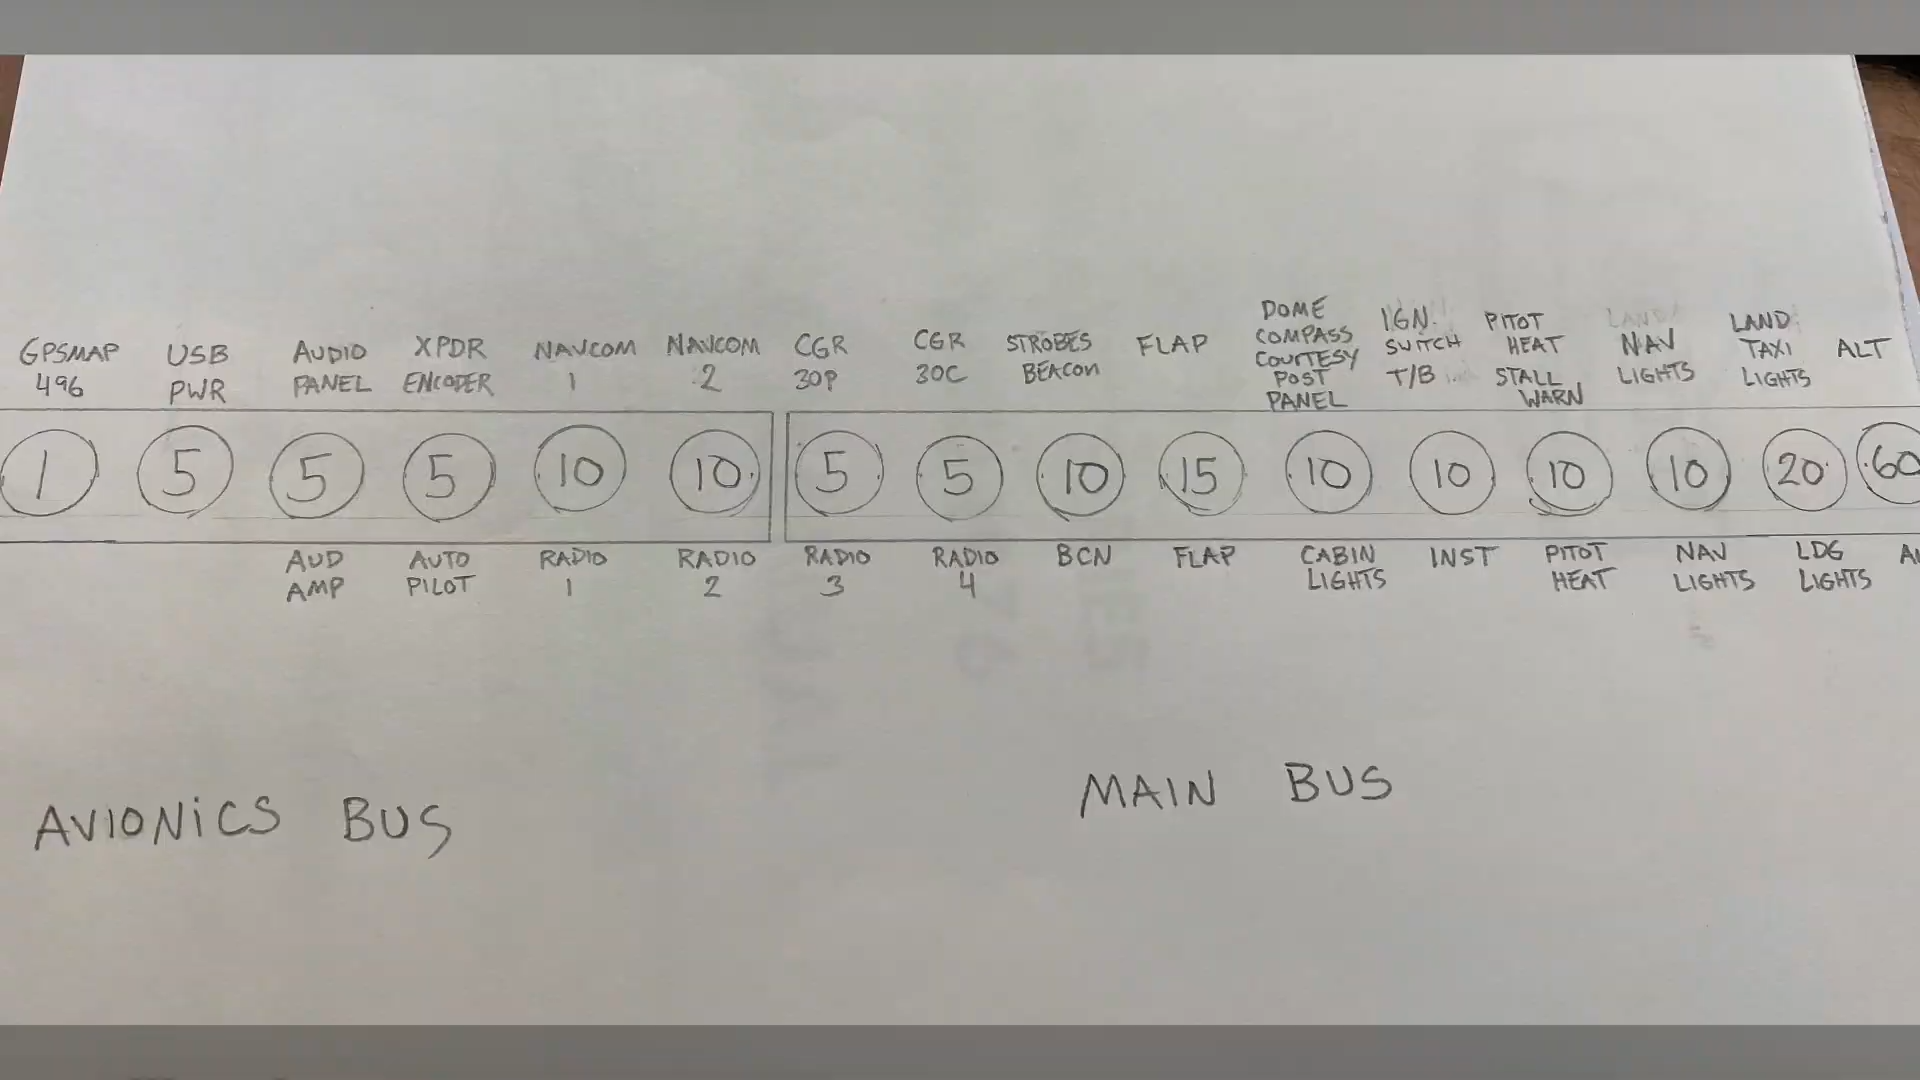 GPSMAP 496
USB PWR
AUDIO PANEL
XPDR ENCODER
NAVCOM 1
NAVCOM 2
CGR 30P
CGR 30C
STROBES BEACON
FLAP
DOME COMPASS COURTESY POST PANEL
IGN. SWITCH T/B
PITOT HEAT STALL WARN
NAV LIGHTS
LAND TAXI LIGHTS
ALT
1 5 5 5 10 10 5 5 10 15 10 10 10 10 20 60
AUD AMP
AUTO PILOT
RADIO 1
RADIO 2
RADIO 3
RADIO 4
BCN
FLAP
CABIN LIGHTS
INST
PITOT HEAT
NAV LIGHTS
LDG LIGHTS
AVIONICS BUS
MAIN BUS